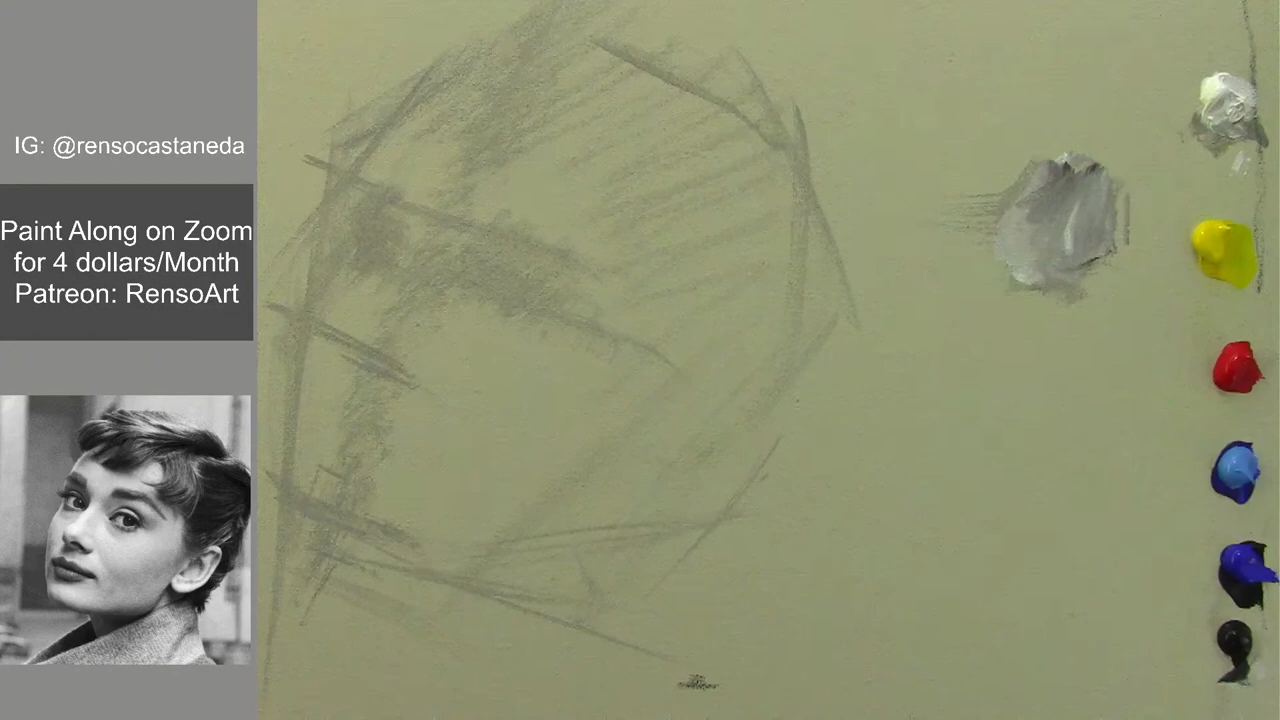 IG: @rensocastaneda
Paint Along on Zoom
for 4 dollars/Month
Patreon: RensoArt